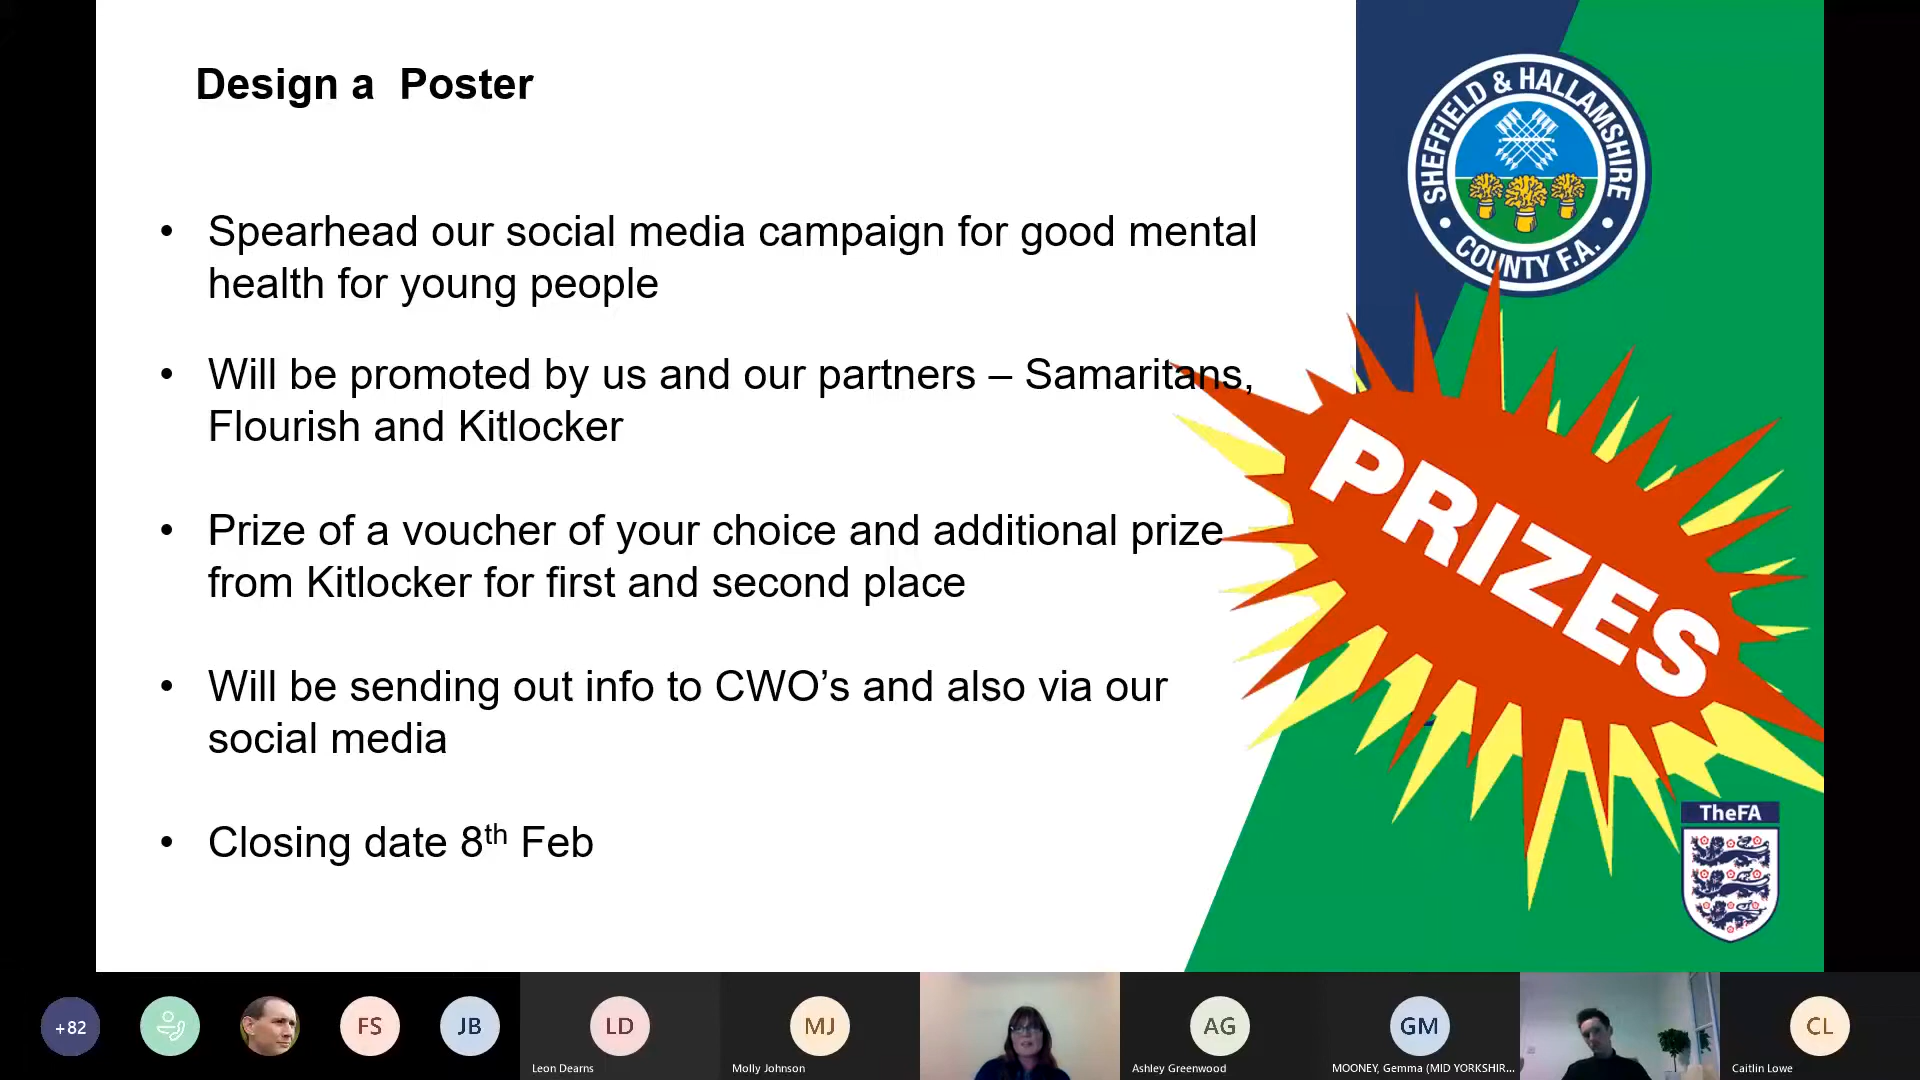 Design a  Poster
SHEFFIELD & HALLAMSHIRE
COUNTY F.A.
• Spearhead our social media campaign for good mental
health for young people
• Will be promoted by us and our partners – Samaritans,
Flourish and Kitlocker
PRIZES
• Prize of a voucher of your choice and additional prize
from Kitlocker for first and second place
• Will be sending out info to CWO’s and also via our
social media
• Closing date 8th Feb
TheFA
+82
FS
JB
LD
Leon Dearns
MJ
Molly Johnson
AG
Ashley Greenwood
GM
MOONEY, Gemma (MID YORKSHIR...
CL
Caitlin Lowe